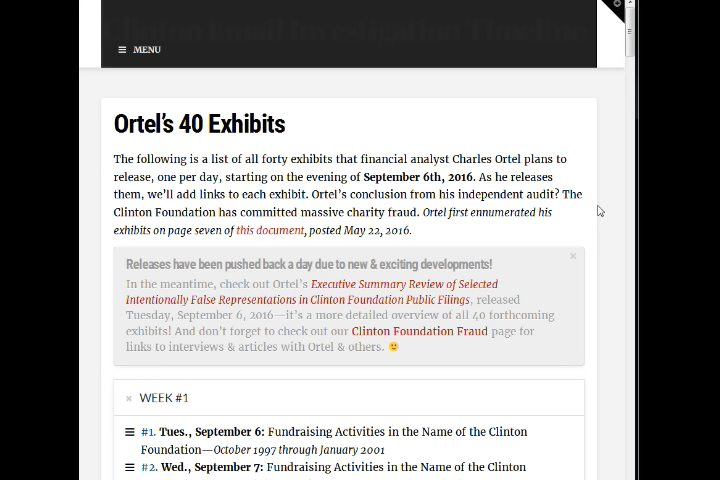 Clinton Email Investigation Timeline
MENU
Ortel's 40 Exhibits
The following is a list of all forty exhibits that financial analyst Charles Ortel plans to
release, one per day, starting on the evening of September 6th, 2016. As he releases
them, we'll add links to each exhibit. Ortel's conclusion from his independent audit? The
Clinton Foundation has committed massive charity fraud. Ortel first ennumerated his
exhibits on page seven of this document, posted May 22, 2016.
Releases have been pushed back a day due to new & exciting developments!
In the meantime, check out Ortel's Executive Summary Review of Selected
Intentionally False Representations in Clinton Foundation Public Filings, released
Tuesday, September 6, 2016—it's a more detailed overview of all 40 forthcoming
exhibits! And don't forget to check out our Clinton Foundation Fraud page for
links to interviews & articles with Ortel & others.
WEEK #1
#1. Tues., September 6: Fundraising Activities in the Name of the Clinton
Foundation—October 1997 through January 2001
#2. Wed., September 7: Fundraising Activities in the Name of the Clinton